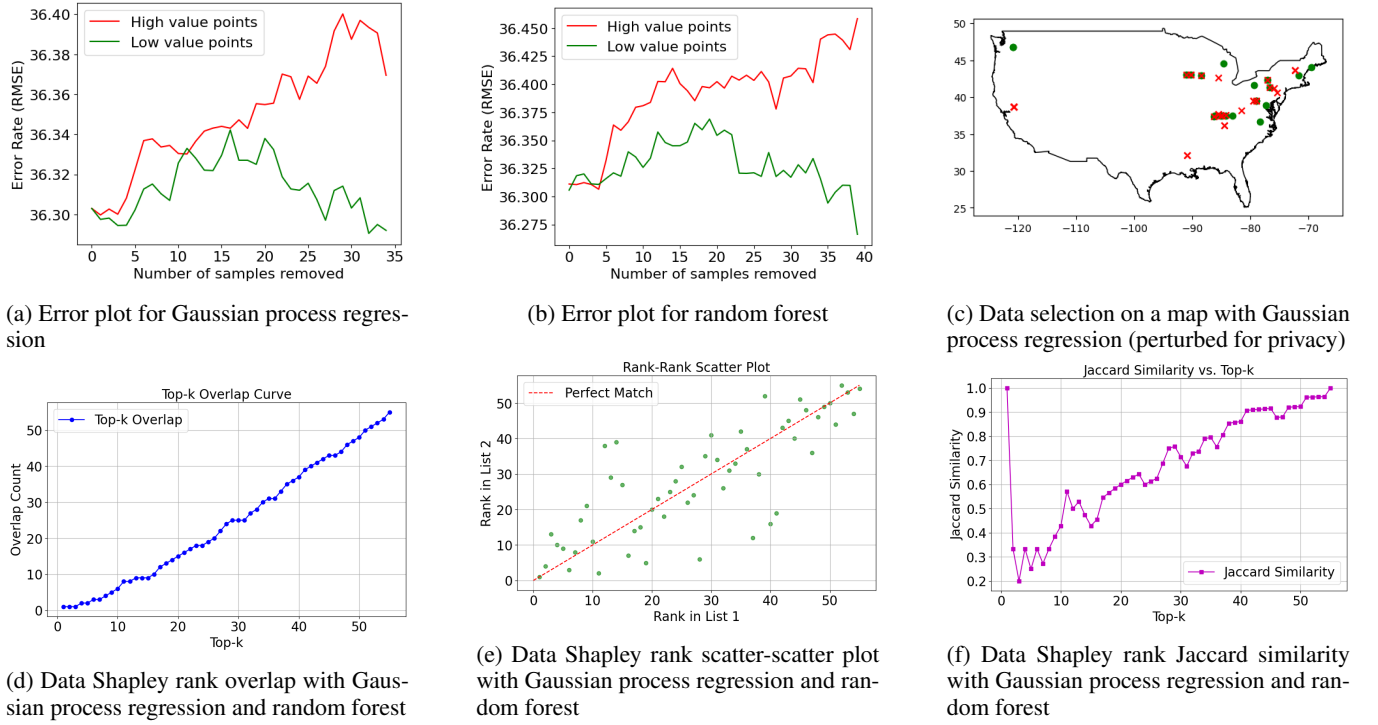 36.40
36.38
36.36
36.34
36.32
36.30
Error Rate (RMSE)
High value points
Low value points
0 5 10 15 20 25 30 35
Number of samples removed
(a) Error plot for Gaussian process regres-
sion
36.450
36.425
36.400
36.375
36.350
36.325
36.300
36.275
Error Rate (RMSE)
High value points
Low value points
0 5 10 15 20 25 30 35 40
Number of samples removed
(b) Error plot for random forest
50
45
40
35
30
25
−120 −110 −100 −90 −80 −70
(c) Data selection on a map with Gaussian
process regression (perturbed for privacy)
Top-k Overlap Curve
Top-k Overlap
50
40
30
20
10
0
Overlap Count
0 10 20 30 40 50
Top-k
(d) Data Shapley rank overlap with Gaus-
sian process regression and random forest
Rank-Rank Scatter Plot
Perfect Match
50
40
30
20
10
0
Rank in List 2
0 10 20 30 40 50
Rank in List 1
(e) Data Shapley rank scatter-scatter plot
with Gaussian process regression and ran-
dom forest
Jaccard Similarity vs. Top-k
1.0
0.9
0.8
0.7
0.6
0.5
0.4
0.3
0.2
Jaccard Similarity
Jaccard Similarity
0 10 20 30 40 50
Top-k
(f) Data Shapley rank Jaccard similarity
with Gaussian process regression and ran-
dom forest